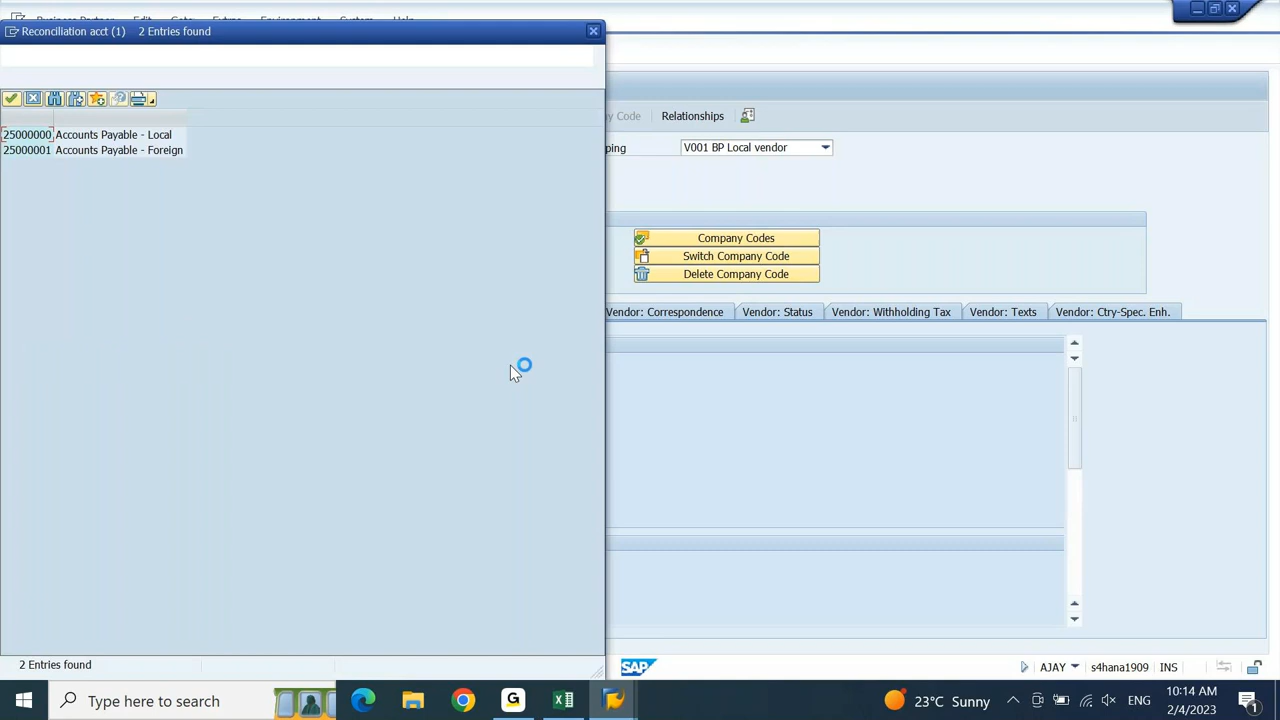 Reconciliation acct (1) 2 Entries found
25000000 Accounts Payable - Local
25000001 Accounts Payable - Foreign
Relationships
V001 BP Local vendor
Company Codes
Switch Company Code
Delete Company Code
Vendor: Correspondence Vendor: Status Vendor: Withholding Tax Vendor: Texts Vendor: Ctry-Spec. Enh.
2 Entries found
SAP AJAY s4hana1909 INS
Type here to search 23°C Sunny ENG 10:14 AM
2/4/2023